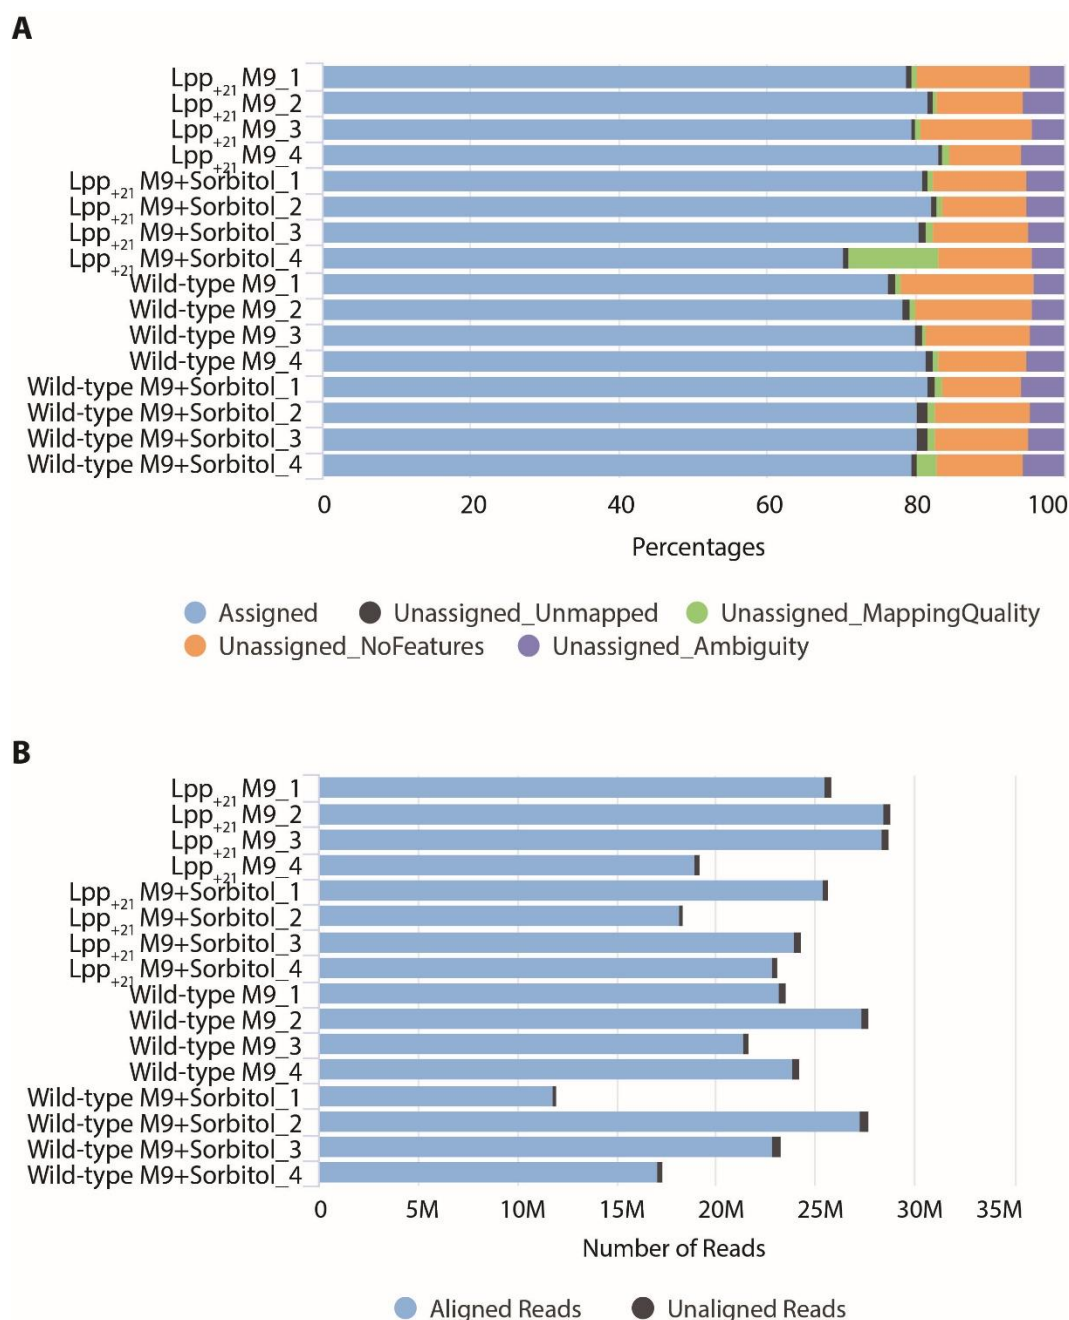 A
Lpp+21 M9_1
Lpp+21 M9_2
Lpp+21 M9_3
Lpp+21 M9_4
Lpp+21 M9+Sorbitol_1
Lpp+21 M9+Sorbitol_2
Lpp+21 M9+Sorbitol_3
Lpp+21 M9+Sorbitol_4
Wild-type M9_1
Wild-type M9_2
Wild-type M9_3
Wild-type M9_4
Wild-type M9+Sorbitol_1
Wild-type M9+Sorbitol_2
Wild-type M9+Sorbitol_3
Wild-type M9+Sorbitol_4
0 20 40 60 80 100
Percentages
Assigned Unassigned_Unmapped Unassigned_MappingQuality
Unassigned_NoFeatures Unassigned_Ambiguity
B
Lpp+21 M9_1
Lpp+21 M9_2
Lpp+21 M9_3
Lpp+21 M9_4
Lpp+21 M9+Sorbitol_1
Lpp+21 M9+Sorbitol_2
Lpp+21 M9+Sorbitol_3
Lpp+21 M9+Sorbitol_4
Wild-type M9_1
Wild-type M9_2
Wild-type M9_3
Wild-type M9_4
Wild-type M9+Sorbitol_1
Wild-type M9+Sorbitol_2
Wild-type M9+Sorbitol_3
Wild-type M9+Sorbitol_4
0 5M 10M 15M 20M 25M 30M 35M
Number of Reads
Aligned Reads Unaligned Reads